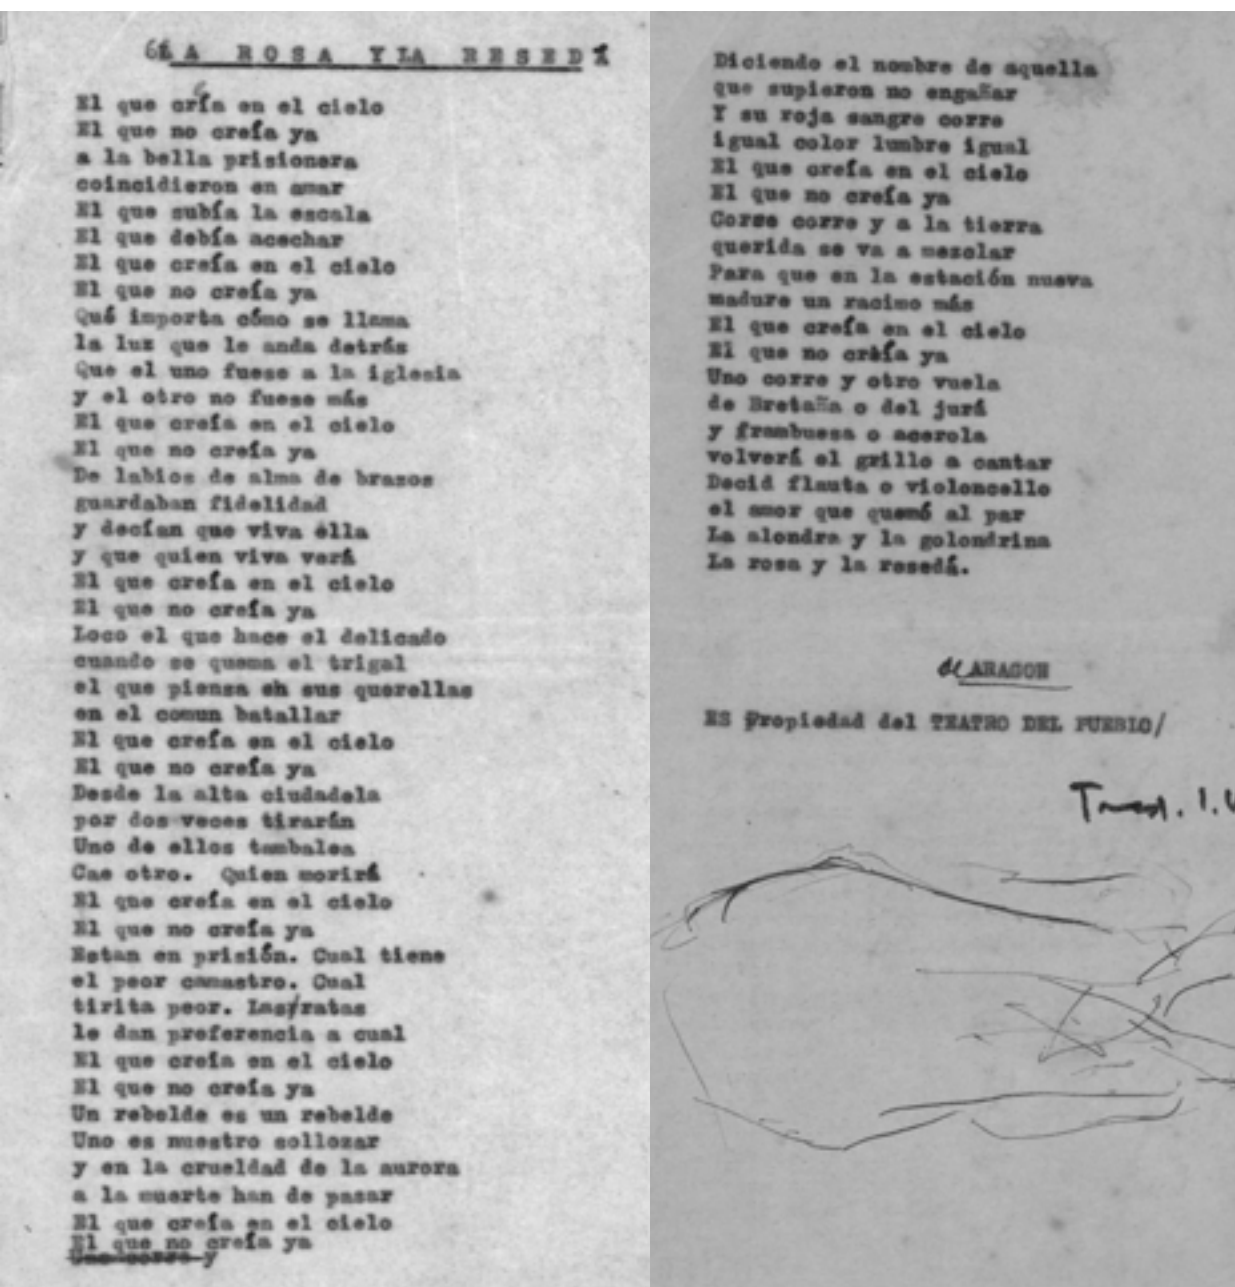 LA ROSA Y LA RESEDA
El que creía en el cielo
El que no creía ya
a la bella prisionera
coincidieron en amar
El que subía la escala
El que debía acechar
El que creía en el cielo
El que no creía ya
Qué importa cómo se llama
la luz que le anda detrás
Que el uno fuese a la iglesia
y el otro no fuese más
El que creía en el cielo
El que no creía ya
De labios de alma de brazos
guardaban fidelidad
y decían que viva élla
y que quien viva verá
El que creía en el cielo
El que no creía ya
Loco el que hace el delicado
cuando se quema el trigal
el que piensa en sus querellas
en el comun batallar
El que creía en el cielo
El que no creía ya
Desde la alta ciudadela
por dos veces tirarán
Uno de ellos tambalea
Cae otro. Quien morirá
El que creía en el cielo
El que no creía ya
Estan en prisión. Cual tiene
el peor camastro. Cual
tirita peor. Las/ratas
le dan preferencia a cual
El que creía en el cielo
El que no creía ya
Un rebelde es un rebelde
Uno es nuestro sollozar
y en la crueldad de la aurora
a la muerte han de pasar
El que creía en el cielo
El que no creía ya
Diciendo el nombre de aquella
que supieron no engañar
Y su roja sangre corre
igual color lumbre igual
El que creía en el cielo
El que no creía ya
Corre corre y a la tierra
querida se va a mezclar
Para que en la estación nueva
madure un racimo más
El que creía en el cielo
El que no creía ya
Uno corre y otro vuela
de Bretaña o del jurá
y frambuesa o acerola
volverá el grillo a cantar
Decid flauta o violoncello
el amor que quemó al par
La alondra y la golondrina
La rosa y la resedá.
de ARAGON
ES Propiedad del TEATRO DEL PUEBLO/
Trad.